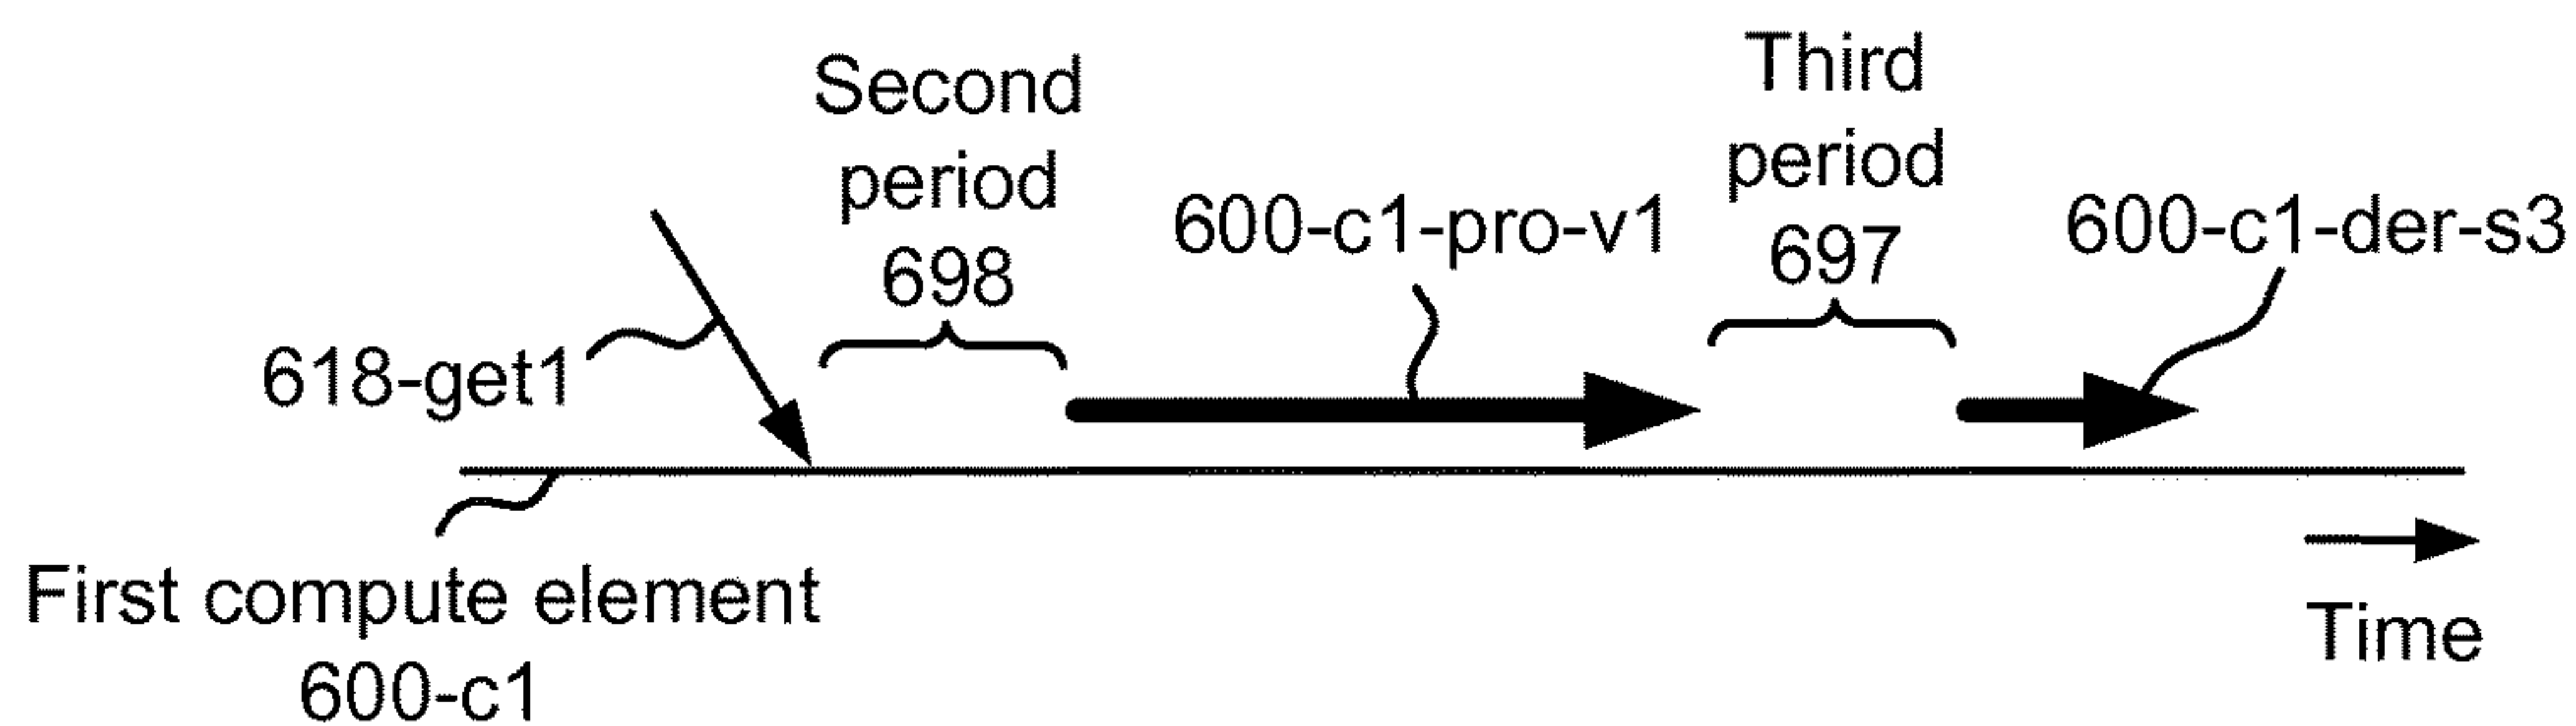 Second
period
698
Third
period
697
600-c1-pro-v1
600-c1-der-s3
618-get1
First compute element
600-c1
Time